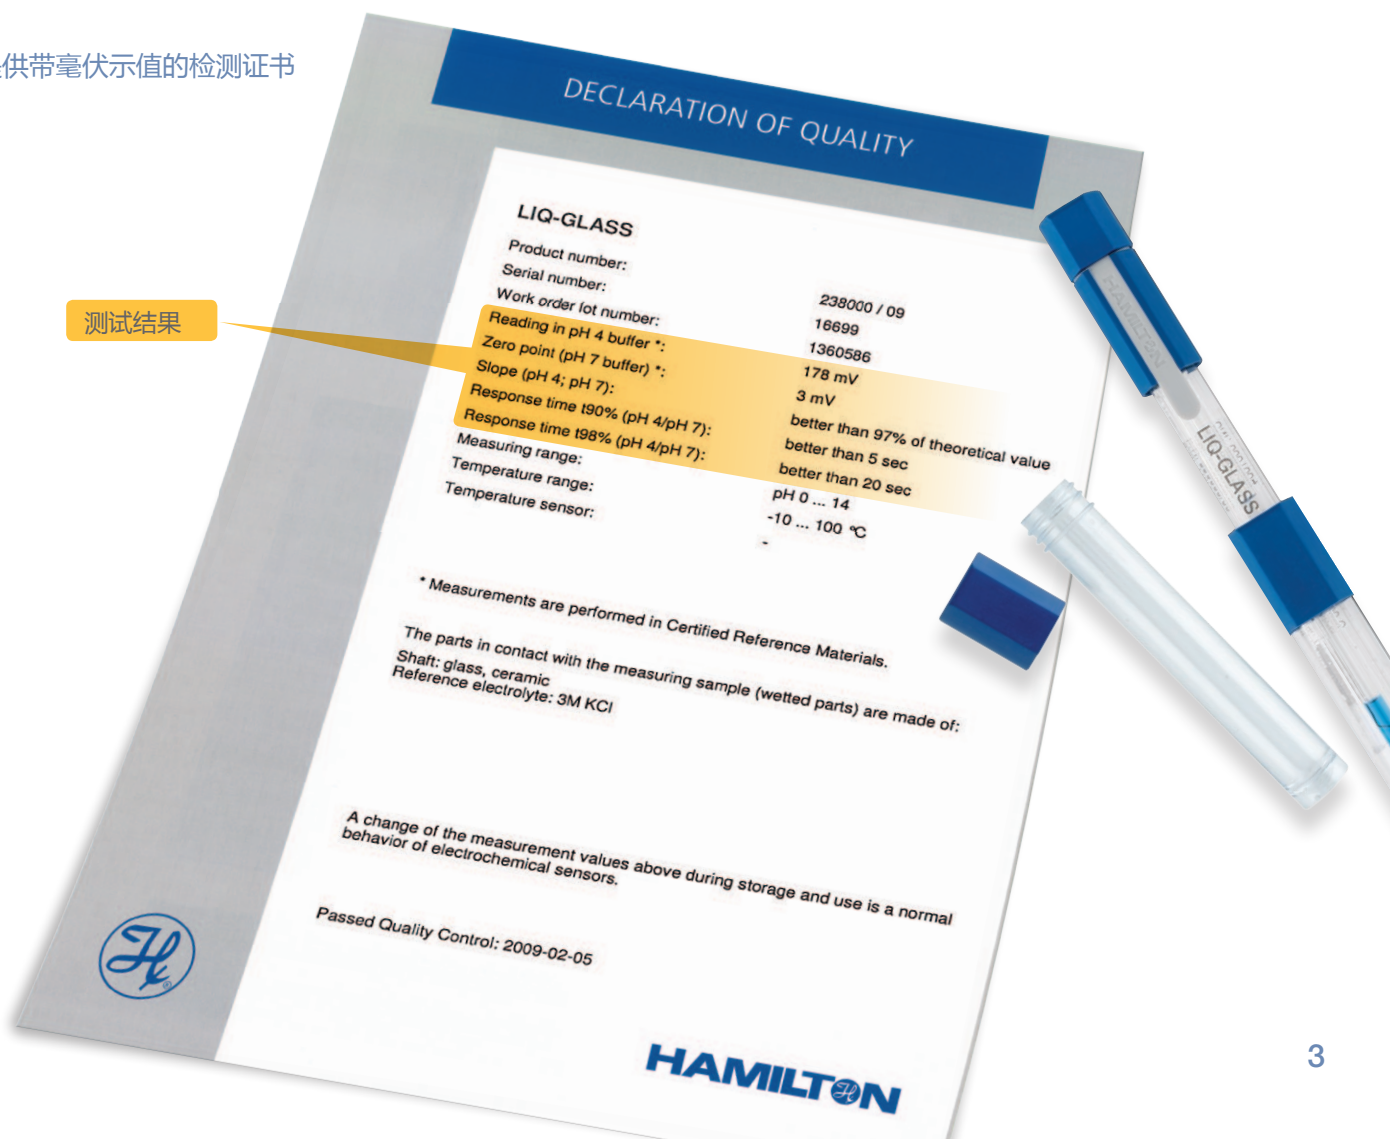 供带毫伏示值的检测证书
DECLARATION OF QUALITY
LIQ-GLASS
Product number: 238000 / 09
Serial number: 16699
Work order lot number: 1360586
Reading in pH 4 buffer *: 178 mV
Zero point (pH 7 buffer) *: 3 mV
Slope (pH 4; pH 7): better than 97% of theoretical value
Response time t90% (pH 4/pH 7): better than 5 sec
Response time t98% (pH 4/pH 7): better than 20 sec
Measuring range: pH 0 ... 14
Temperature range: -10 ... 100 °C
Temperature sensor: -
测试结果
* Measurements are performed in Certified Reference Materials.
The parts in contact with the measuring sample (wetted parts) are made of:
Shaft: glass, ceramic
Reference electrolyte: 3M KCl
A change of the measurement values above during storage and use is a normal
behavior of electrochemical sensors.
Passed Quality Control: 2009-02-05
HAMILTON
HAMILTON
LIQ-GLASS
3